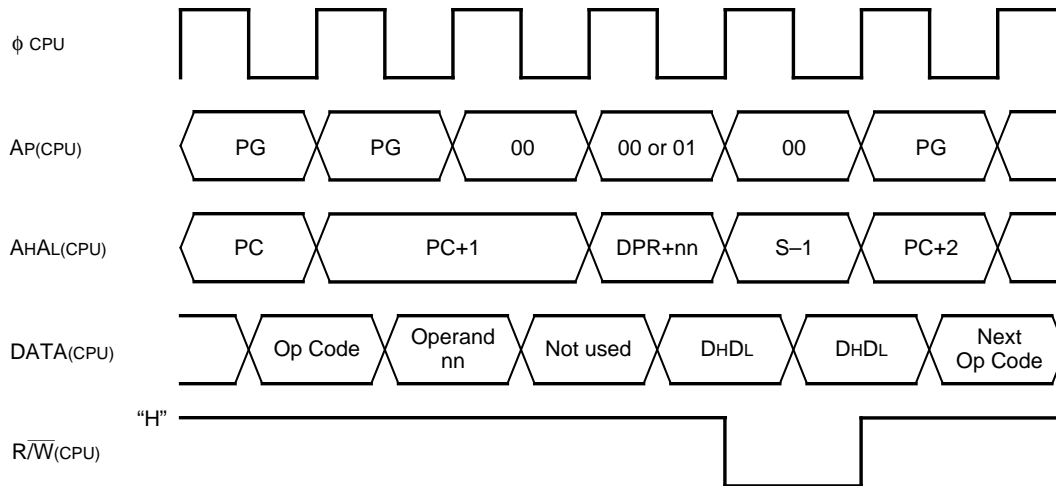 ϕ CPU
AP(CPU) PG PG 00 00 or 01 00 PG
AHAL(CPU) PC PC+1 DPR+nn S–1 PC+2
DATA(CPU) Op Code Operand nn Not used DHDL DHDL Next Op Code
“H”
R/W̅(CPU)